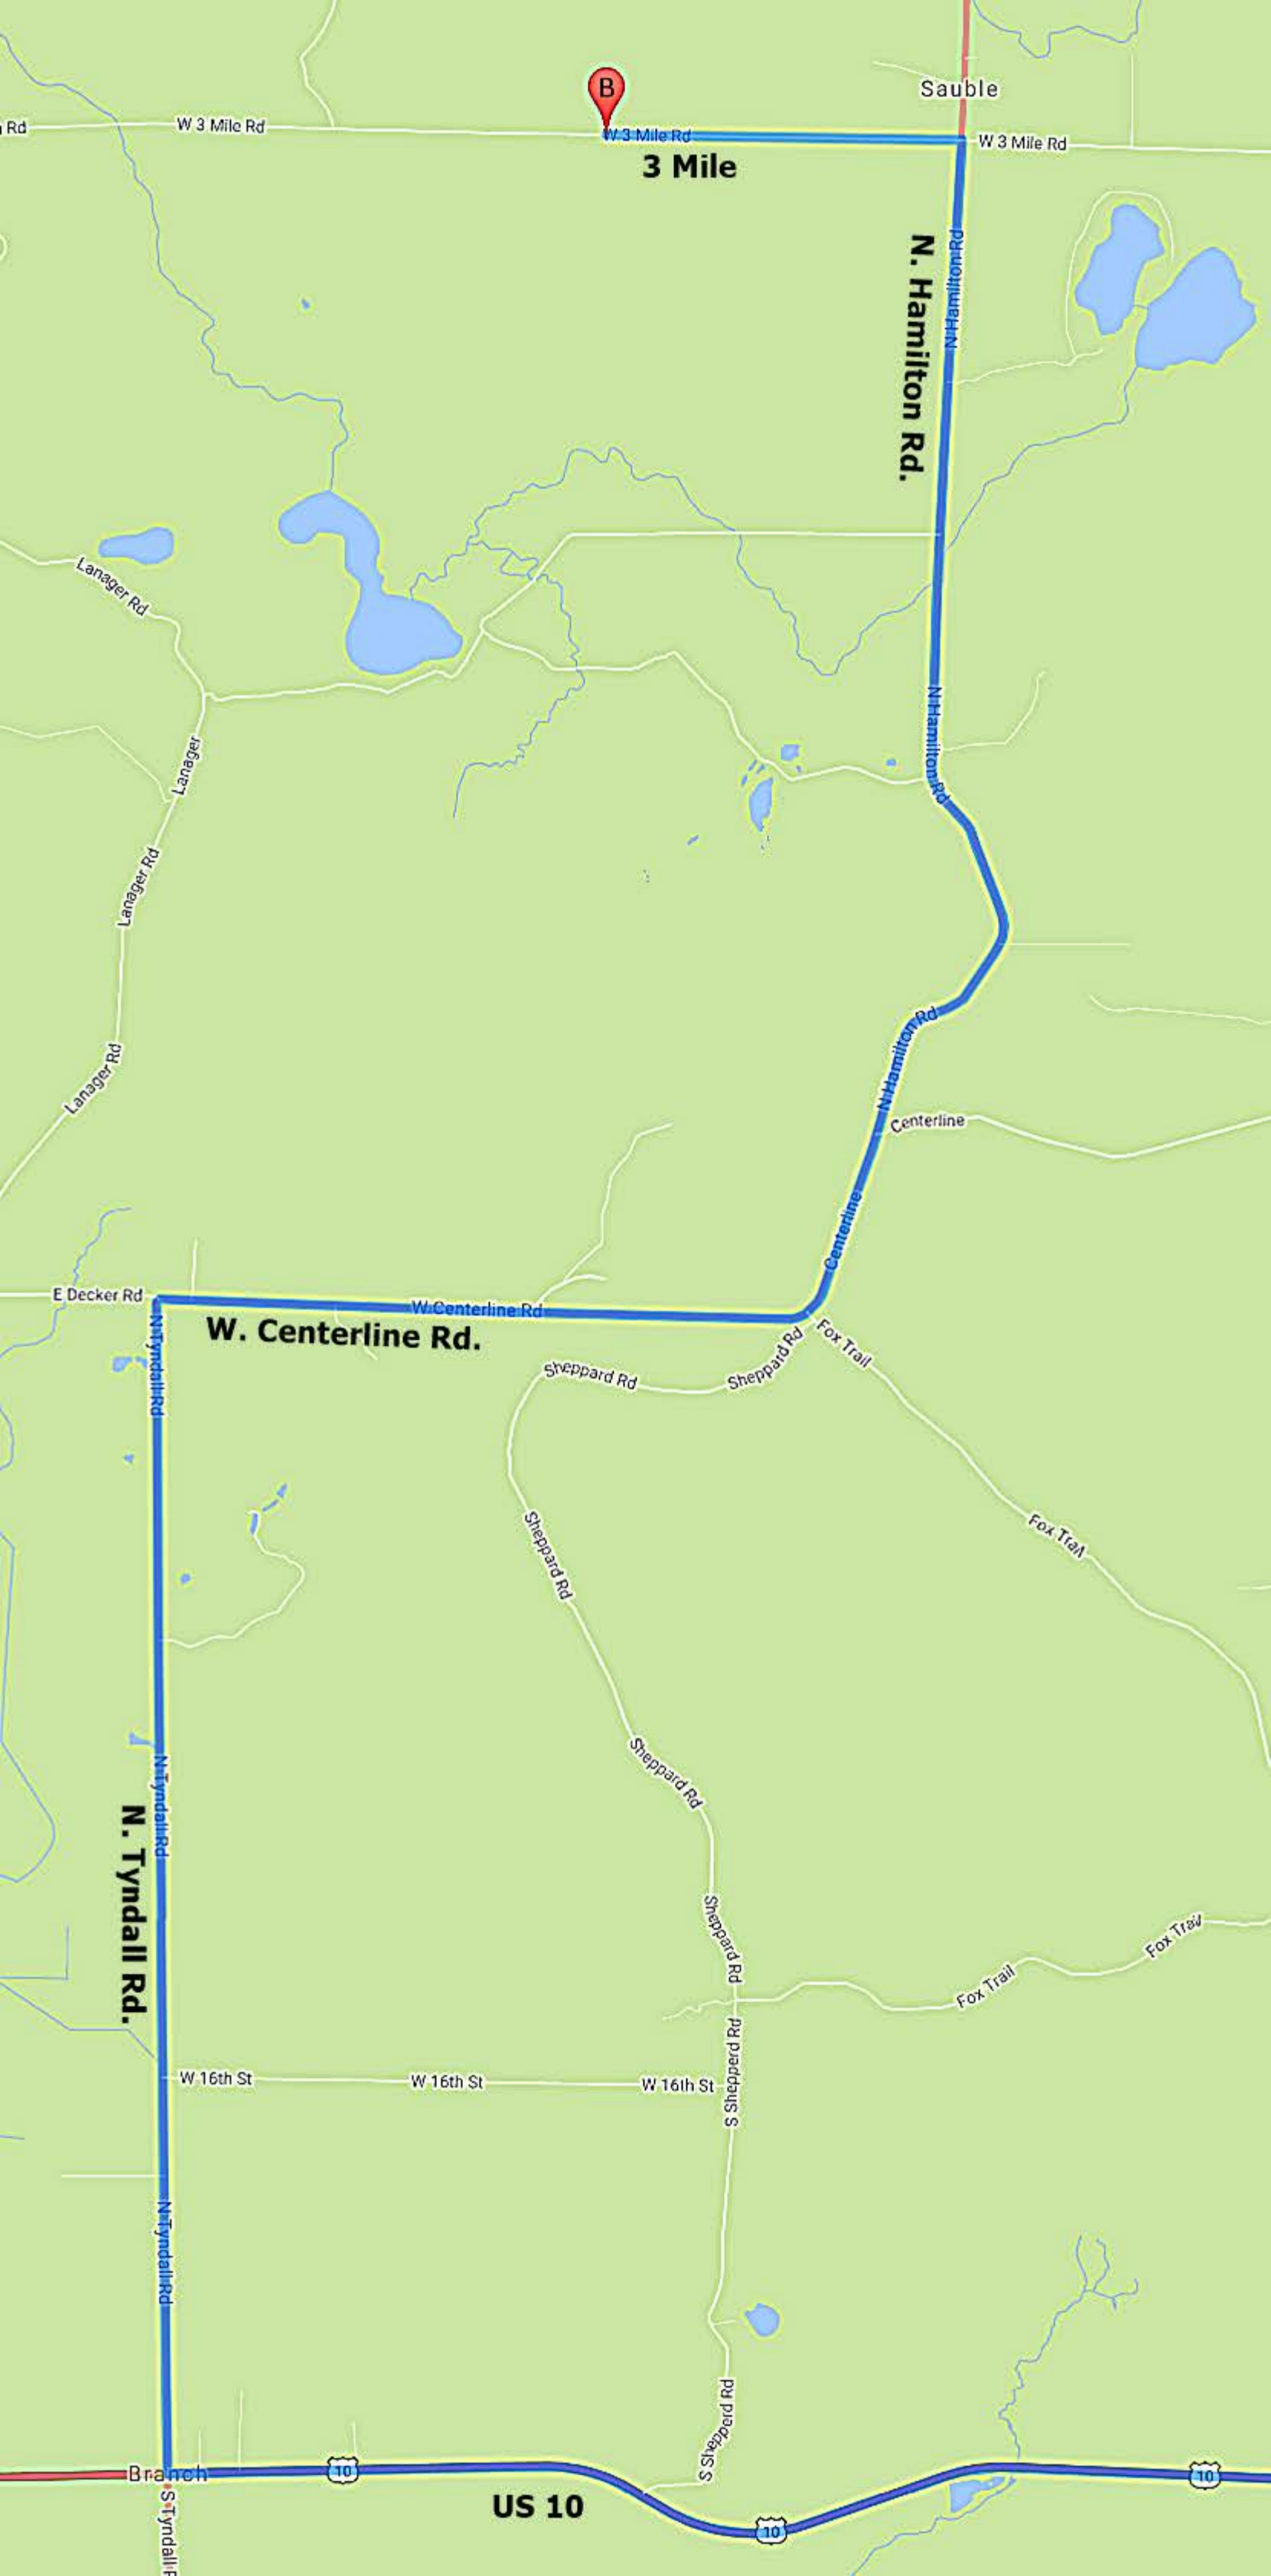 B
Sauble
Rd
W 3 Mile Rd
W 3 Mile Rd
W 3 Mile Rd
3 Mile
N Hamilton Rd
N. Hamilton Rd.
Lanager Rd
N Hamilton Rd
Lanager
Lanager Rd
N Hamilton Rd
Lanager Rd
Centerline
Centerline
E Decker Rd
W Centerline Rd
W. Centerline Rd.
N Tyndall Rd
Fox Trail
Sheppard Rd
Sheppard Rd
Sheppard Rd
Fox Trail
Sheppard Rd
N Tyndall Rd
N. Tyndall Rd.
Sheppard Rd
Fox Trail
Fox Trail
W 16th St
W 16th St
W 16th St
S Shepperd Rd
N Tyndall Rd
S Shepperd Rd
Branch
10
10
US 10
10
S Tyndall R